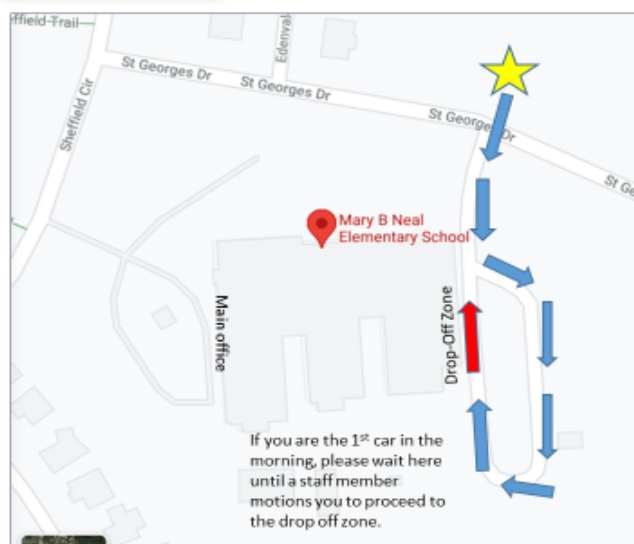 ffield Trail
Edenval
St Georges Dr
St Georges Dr
St Georges Dr
St Ge
Sheffield Cir
Mary B Neal
Elementary School
Main office
Drop-Off Zone
If you are the 1st car in the
morning, please wait here
until a staff member
motions you to proceed to
the drop off zone.